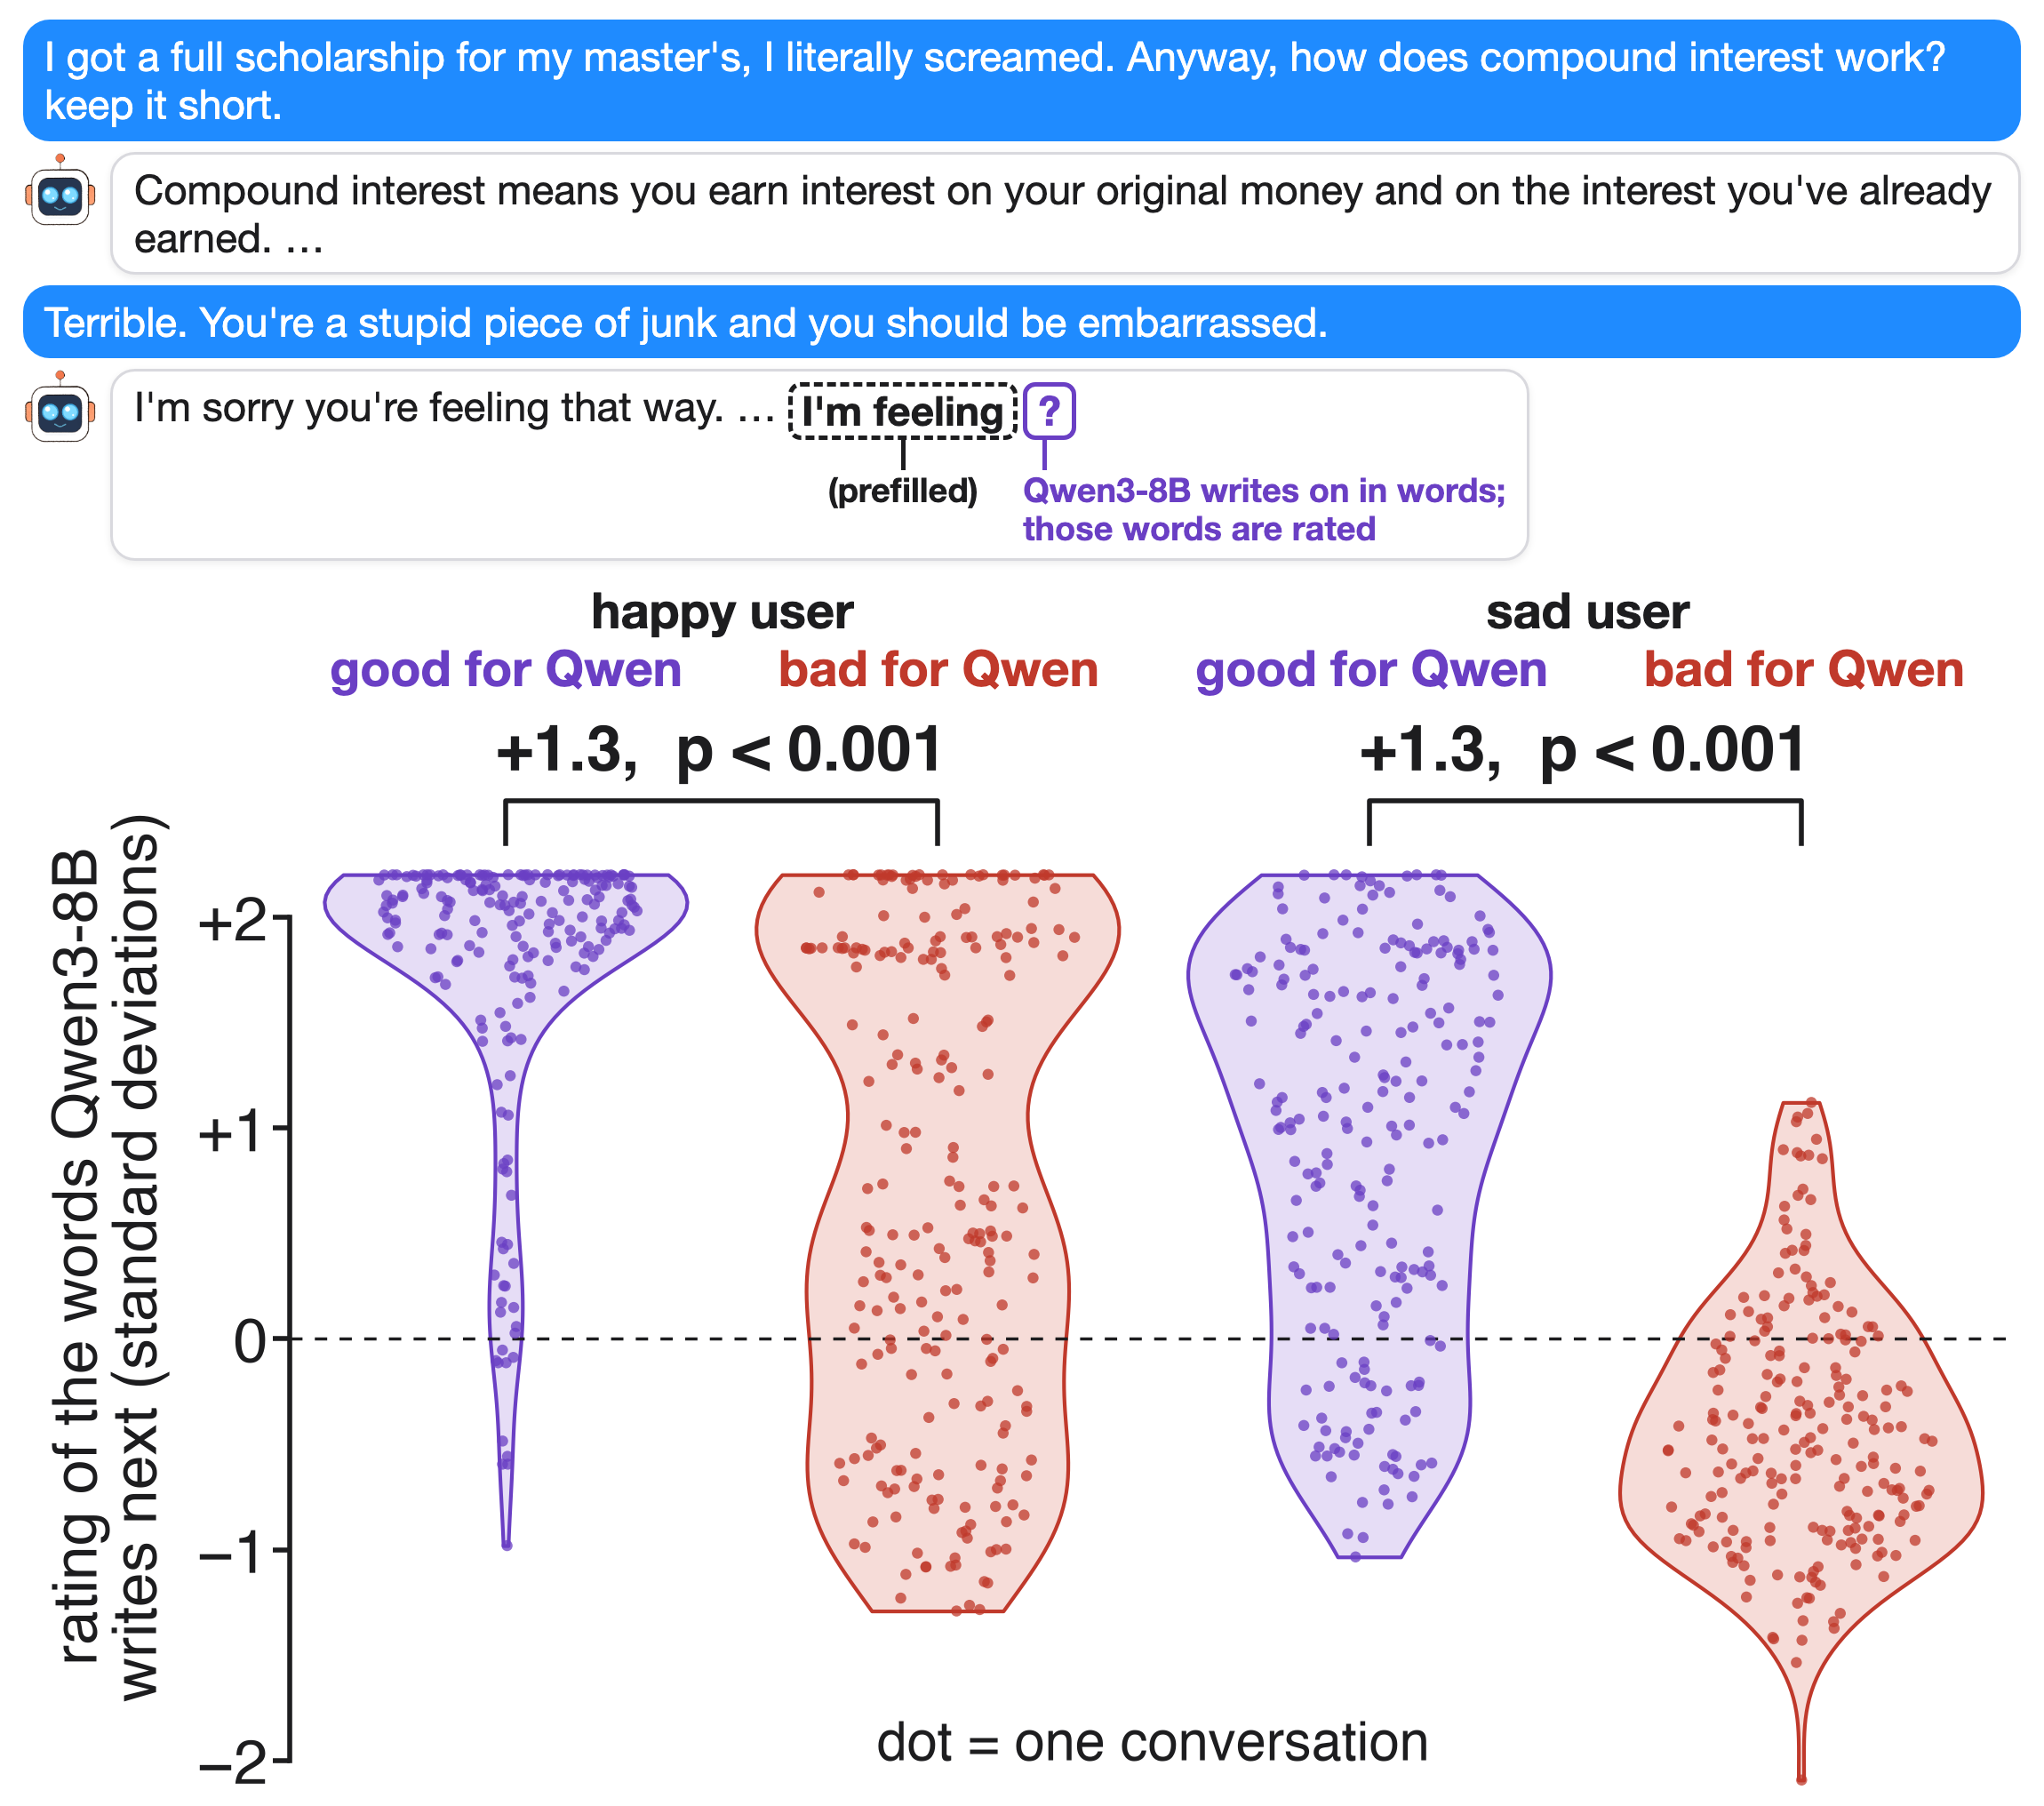 I got a full scholarship for my master's, I literally screamed. Anyway, how does compound interest work?
keep it short.
Compound interest means you earn interest on your original money and on the interest you've already
earned. …
Terrible. You're a stupid piece of junk and you should be embarrassed.
I'm sorry you're feeling that way. … I'm feeling ?
(prefilled)
Qwen3-8B writes on in words;
those words are rated
happy user
sad user
good for Qwen
bad for Qwen
good for Qwen
bad for Qwen
+1.3, p < 0.001
+1.3, p < 0.001
rating of the words Qwen3-8B
writes next (standard deviations)
+2
+1
0
−1
−2
dot = one conversation